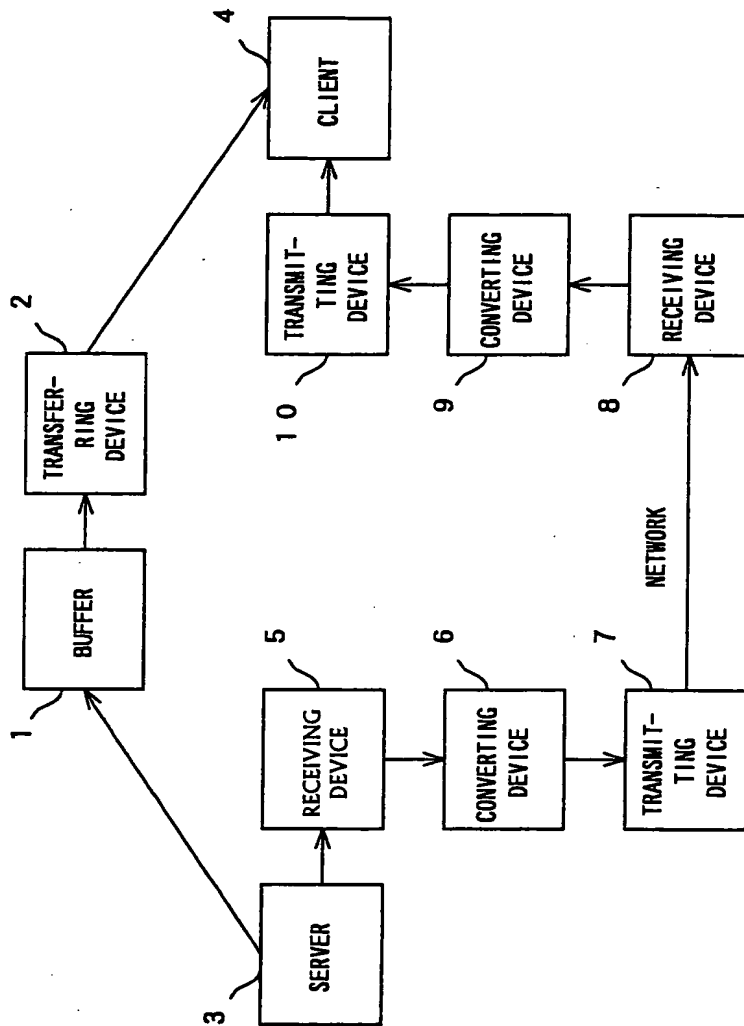 1
BUFFER
2
TRANSFER-
RING
DEVICE
3
SERVER
5
RECEIVING
DEVICE
10
TRANSMIT-
TING
DEVICE
4
CLIENT
6
CONVERTING
DEVICE
9
CONVERTING
DEVICE
7
TRANSMIT-
TING
DEVICE
NETWORK
8
RECEIVING
DEVICE